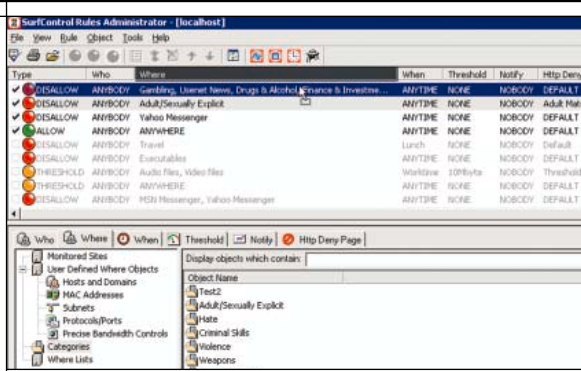 SurfControl Rules Administrator - [localhost]
File View Rule Object Tools Help
Type Who Where When Threshold Notify Http Deny
DISALLOW ANYBODY Gambling, Usenet News, Drugs & Alcohol, Finance & Investme... ANYTIME NONE NOBODY DEFAULT
DISALLOW ANYBODY Adult/Sexually Explicit ANYTIME NONE NOBODY Adult Mat
DISALLOW ANYBODY Yahoo Messenger ANYTIME NONE NOBODY DEFAULT
ALLOW ANYBODY ANYWHERE ANYTIME NONE NOBODY DEFAULT
DISALLOW ANYBODY Travel Lunch NONE NOBODY Default
DISALLOW ANYBODY Executables ANYTIME NONE NOBODY DEFAULT
THRESHOLD ANYBODY Audio files, Video files Worktime 10Mbyte NOBODY Threshold
THRESHOLD ANYBODY ANYWHERE ANYTIME NONE NOBODY DEFAULT
DISALLOW ANYBODY MSN Messenger, Yahoo Messenger ANYTIME NONE NOBODY DEFAULT
Who Where When Threshold Notify Http Deny Page
Monitored Sites
User Defined Where Objects
Hosts and Domains
MAC Addresses
Subnets
Protocols/Ports
Precise Bandwidth Controls
Categories
Where Lists
Display objects which contain:
Object Name
Test2
Adult/Sexually Explicit
Hate
Criminal Skills
Violence
Weapons